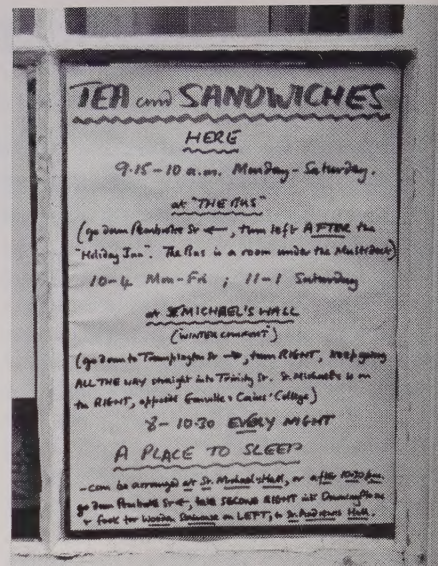 TEA and SANDWICHES
HERE
9.15-10 a.m. Monday-Saturday.
at "THE BUS"
(go down Pembroke St ←, turn left AFTER the
"Holiday Inn". The Bus is a room under the Multistory)
10-4 Mon-Fri ; 11-1 Saturday
at St MICHAEL'S HALL
(WINTER COMFORT)
(go down to Trumpington St →, turn RIGHT, keep going
ALL THE WAY straight into Trinity St. St. Michael's is on
the RIGHT, opposite Gonville & Caius College)
8-10.30 EVERY NIGHT
A PLACE TO SLEEP
-can be arranged at St. Michael's Hall, or after 10.30 p.m.
go down Pembroke St ←, take SECOND RIGHT into Downing Place
& look for Wooden Staircase on LEFT, to St. Andrews Hall.